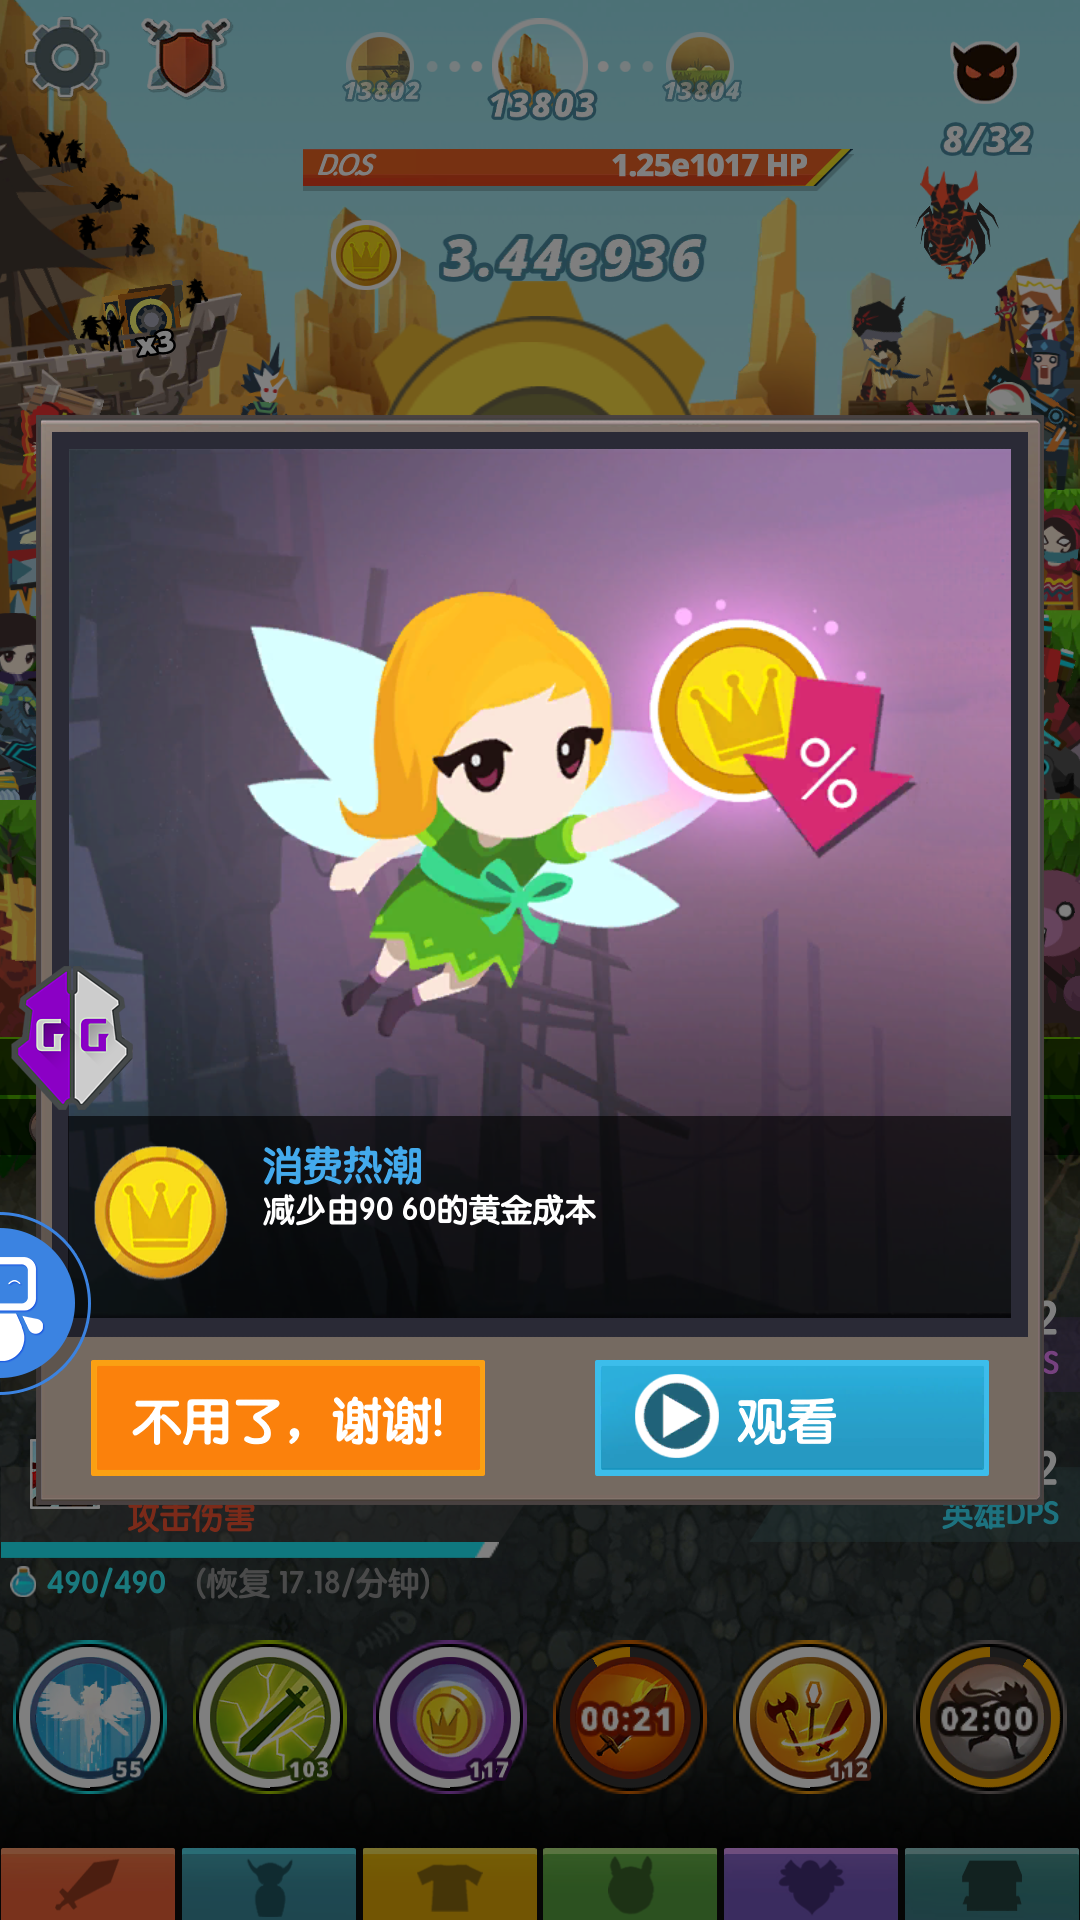 13802
13803
13804
8/32
D.O.S
1.25e1017 HP
3.44e936
x3
%
G G
消费热潮
减少由90 60的黄金成本
不用了，谢谢!
观看
2
S
2
攻击伤害
英雄DPS
490/490
(恢复 17.18/分钟)
55
103
117
00:21
112
02:00